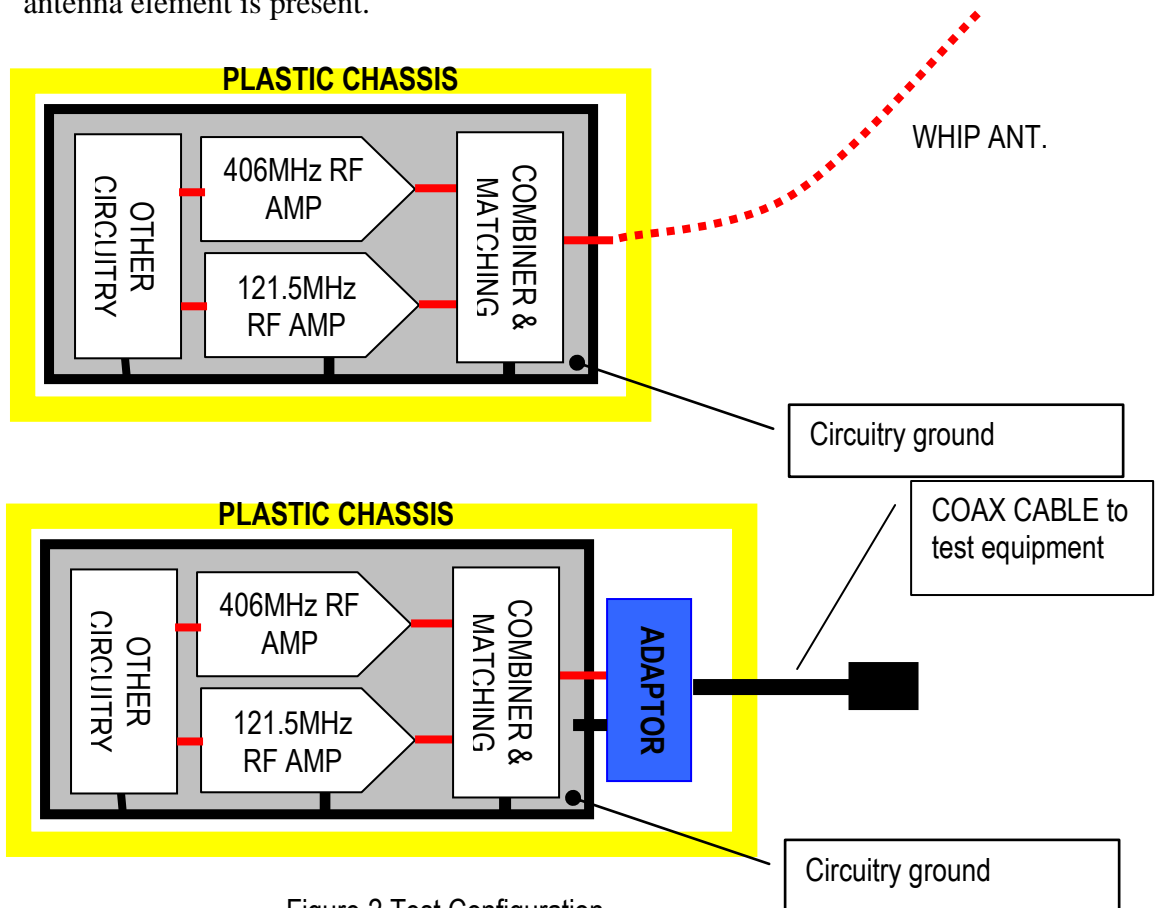 antenna element is present.
PLASTIC CHASSIS
OTHER
CIRCUITRY
406MHz RF
AMP
121.5MHz
RF AMP
COMBINER &
MATCHING
WHIP ANT.
Circuitry ground
PLASTIC CHASSIS
OTHER
CIRCUITRY
406MHz RF
AMP
121.5MHz
RF AMP
COMBINER &
MATCHING
ADAPTOR
COAX CABLE to
test equipment
Circuitry ground
Figure 2 Test Configuration